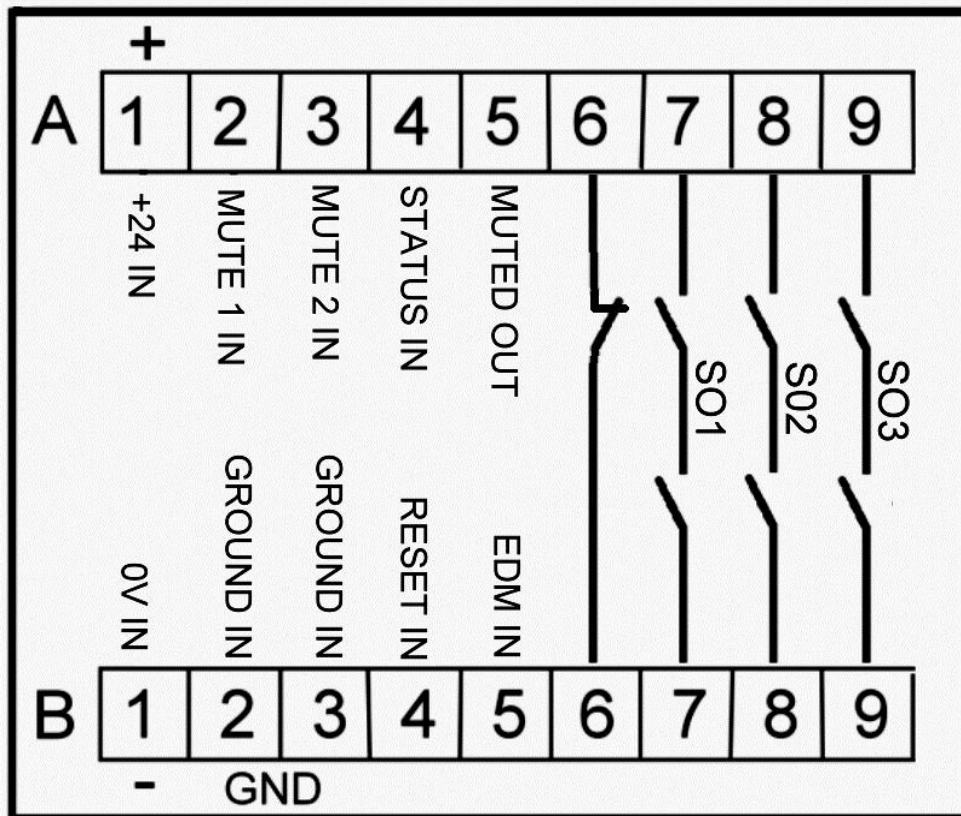 +
A 1 2 3 4 5 6 7 8 9
+24 IN
MUTE 1 IN
MUTE 2 IN
STATUS IN
MUTED OUT
SO1
S02
SO3
0V IN
GROUND IN
GROUND IN
RESET IN
EDM IN
B 1 2 3 4 5 6 7 8 9
-
GND